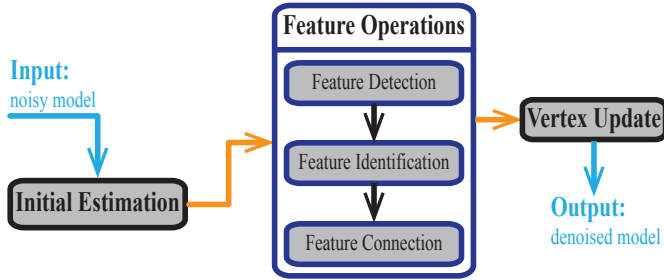 Input:
noisy model
Initial Estimation
Feature Operations
Feature Detection
Feature Identification
Feature Connection
Vertex Update
Output:
denoised model